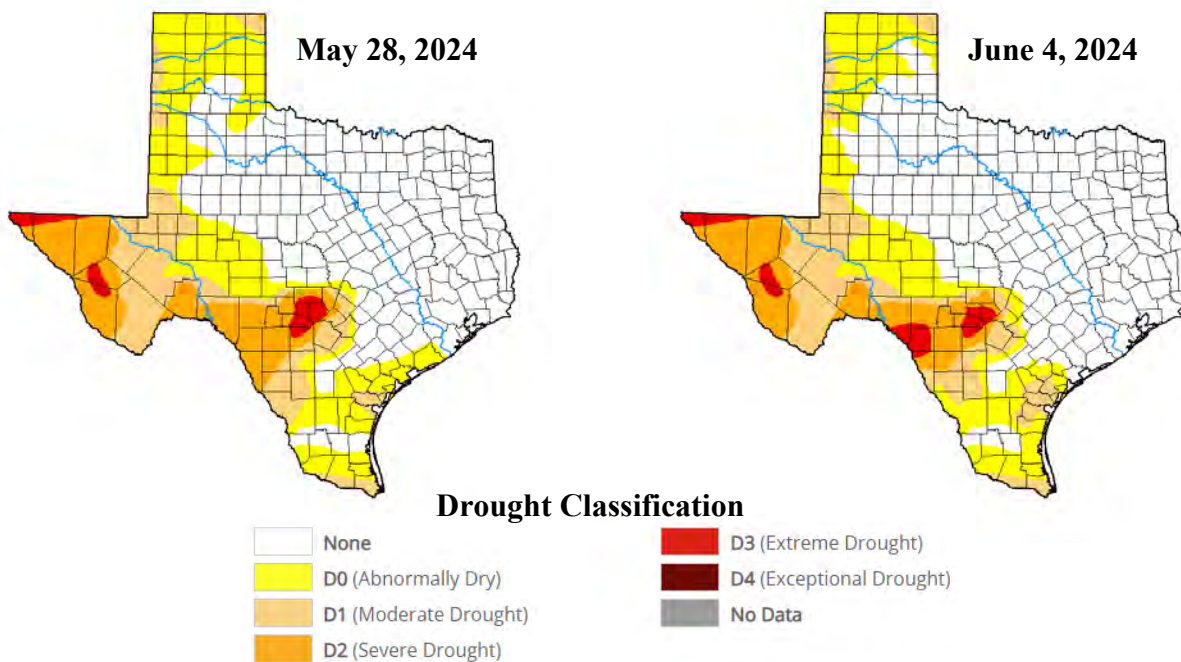 May 28, 2024
June 4, 2024
Drought Classification
None
D0 (Abnormally Dry)
D1 (Moderate Drought)
D2 (Severe Drought)
D3 (Extreme Drought)
D4 (Exceptional Drought)
No Data